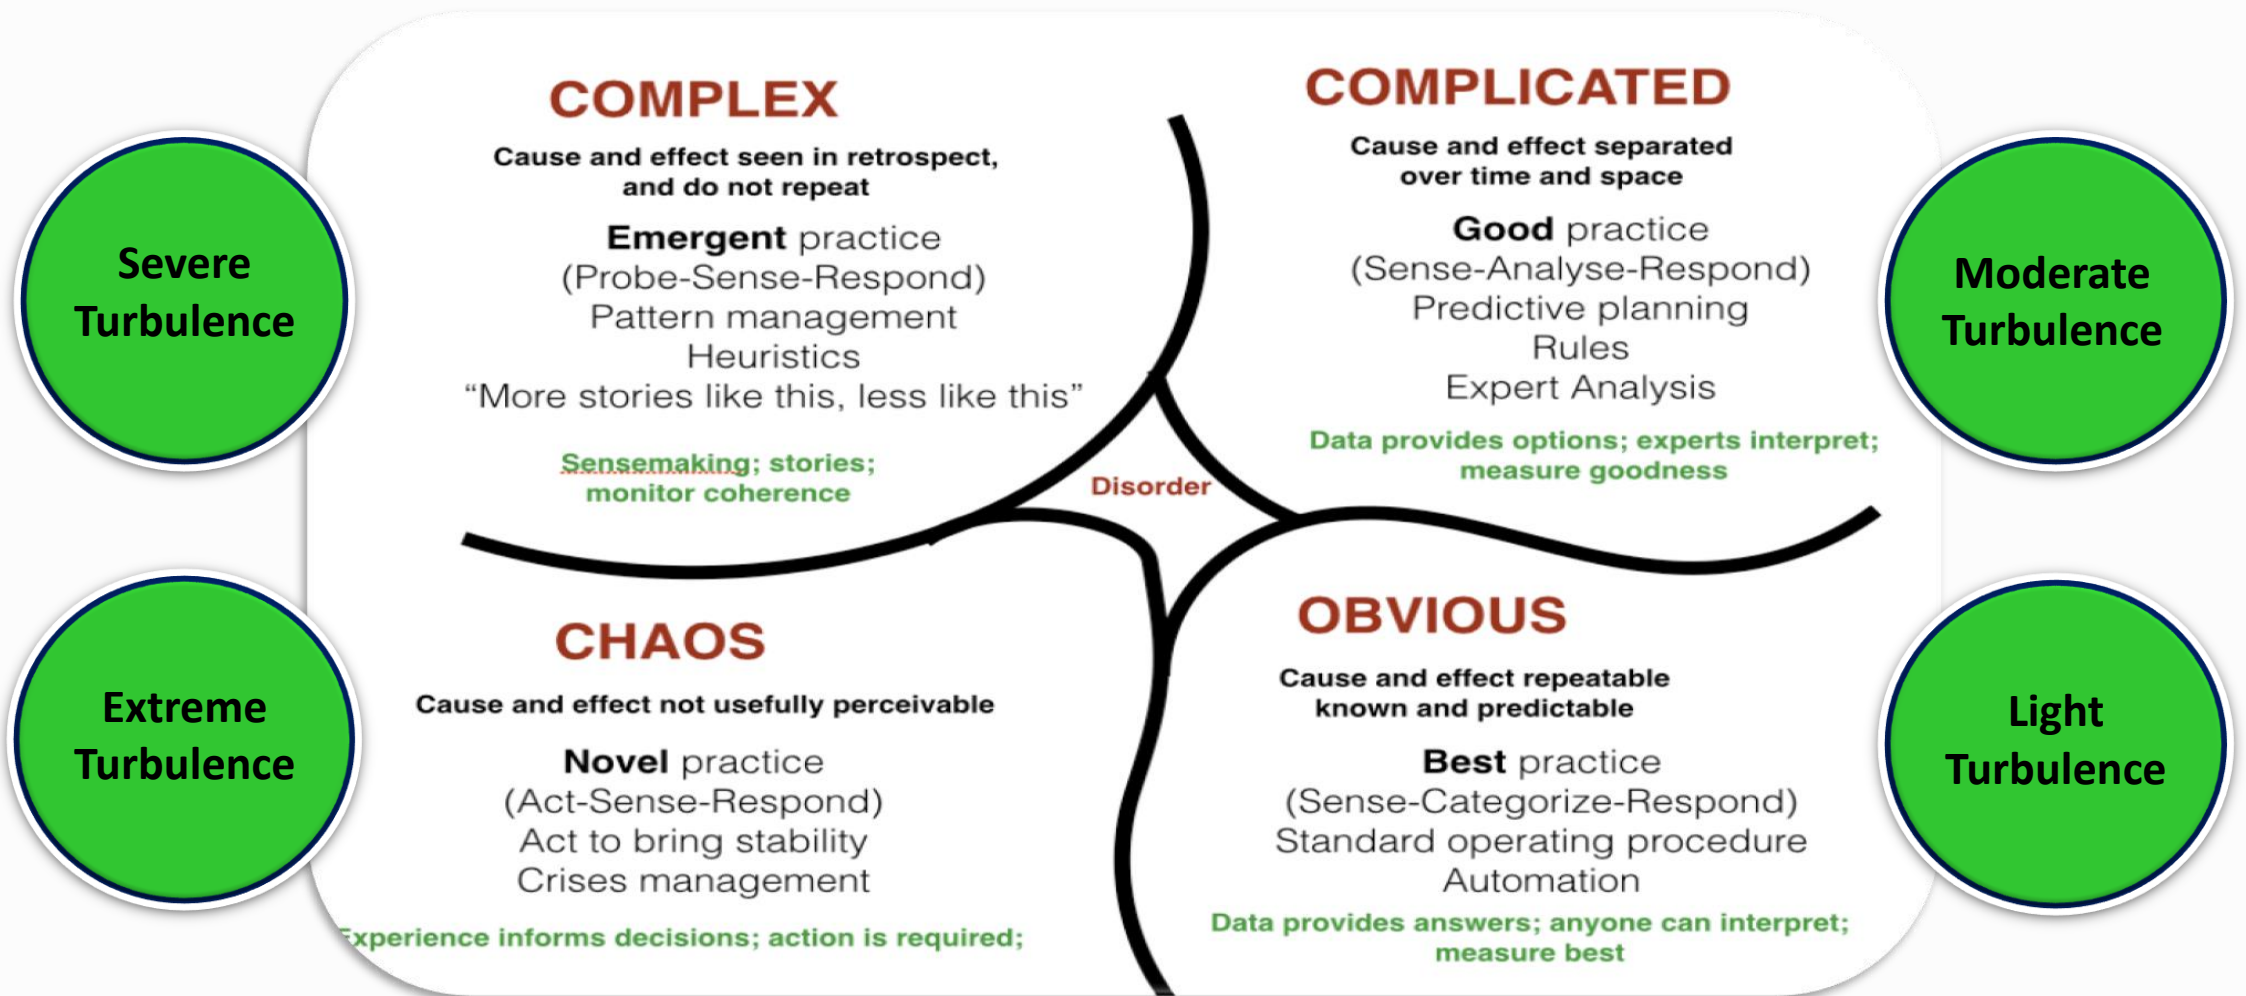 Severe
Turbulence
COMPLEX
Cause and effect seen in retrospect,
and do not repeat
Emergent practice
(Probe-Sense-Respond)
Pattern management
Heuristics
“More stories like this, less like this”
Sensemaking; stories;
monitor coherence
COMPLICATED
Cause and effect separated
over time and space
Good practice
(Sense-Analyse-Respond)
Predictive planning
Rules
Expert Analysis
Data provides options; experts interpret;
measure goodness
Moderate
Turbulence
Disorder
Extreme
Turbulence
CHAOS
Cause and effect not usefully perceivable
Novel practice
(Act-Sense-Respond)
Act to bring stability
Crises management
Experience informs decisions; action is required;
OBVIOUS
Cause and effect repeatable
known and predictable
Best practice
(Sense-Categorize-Respond)
Standard operating procedure
Automation
Data provides answers; anyone can interpret;
measure best
Light
Turbulence